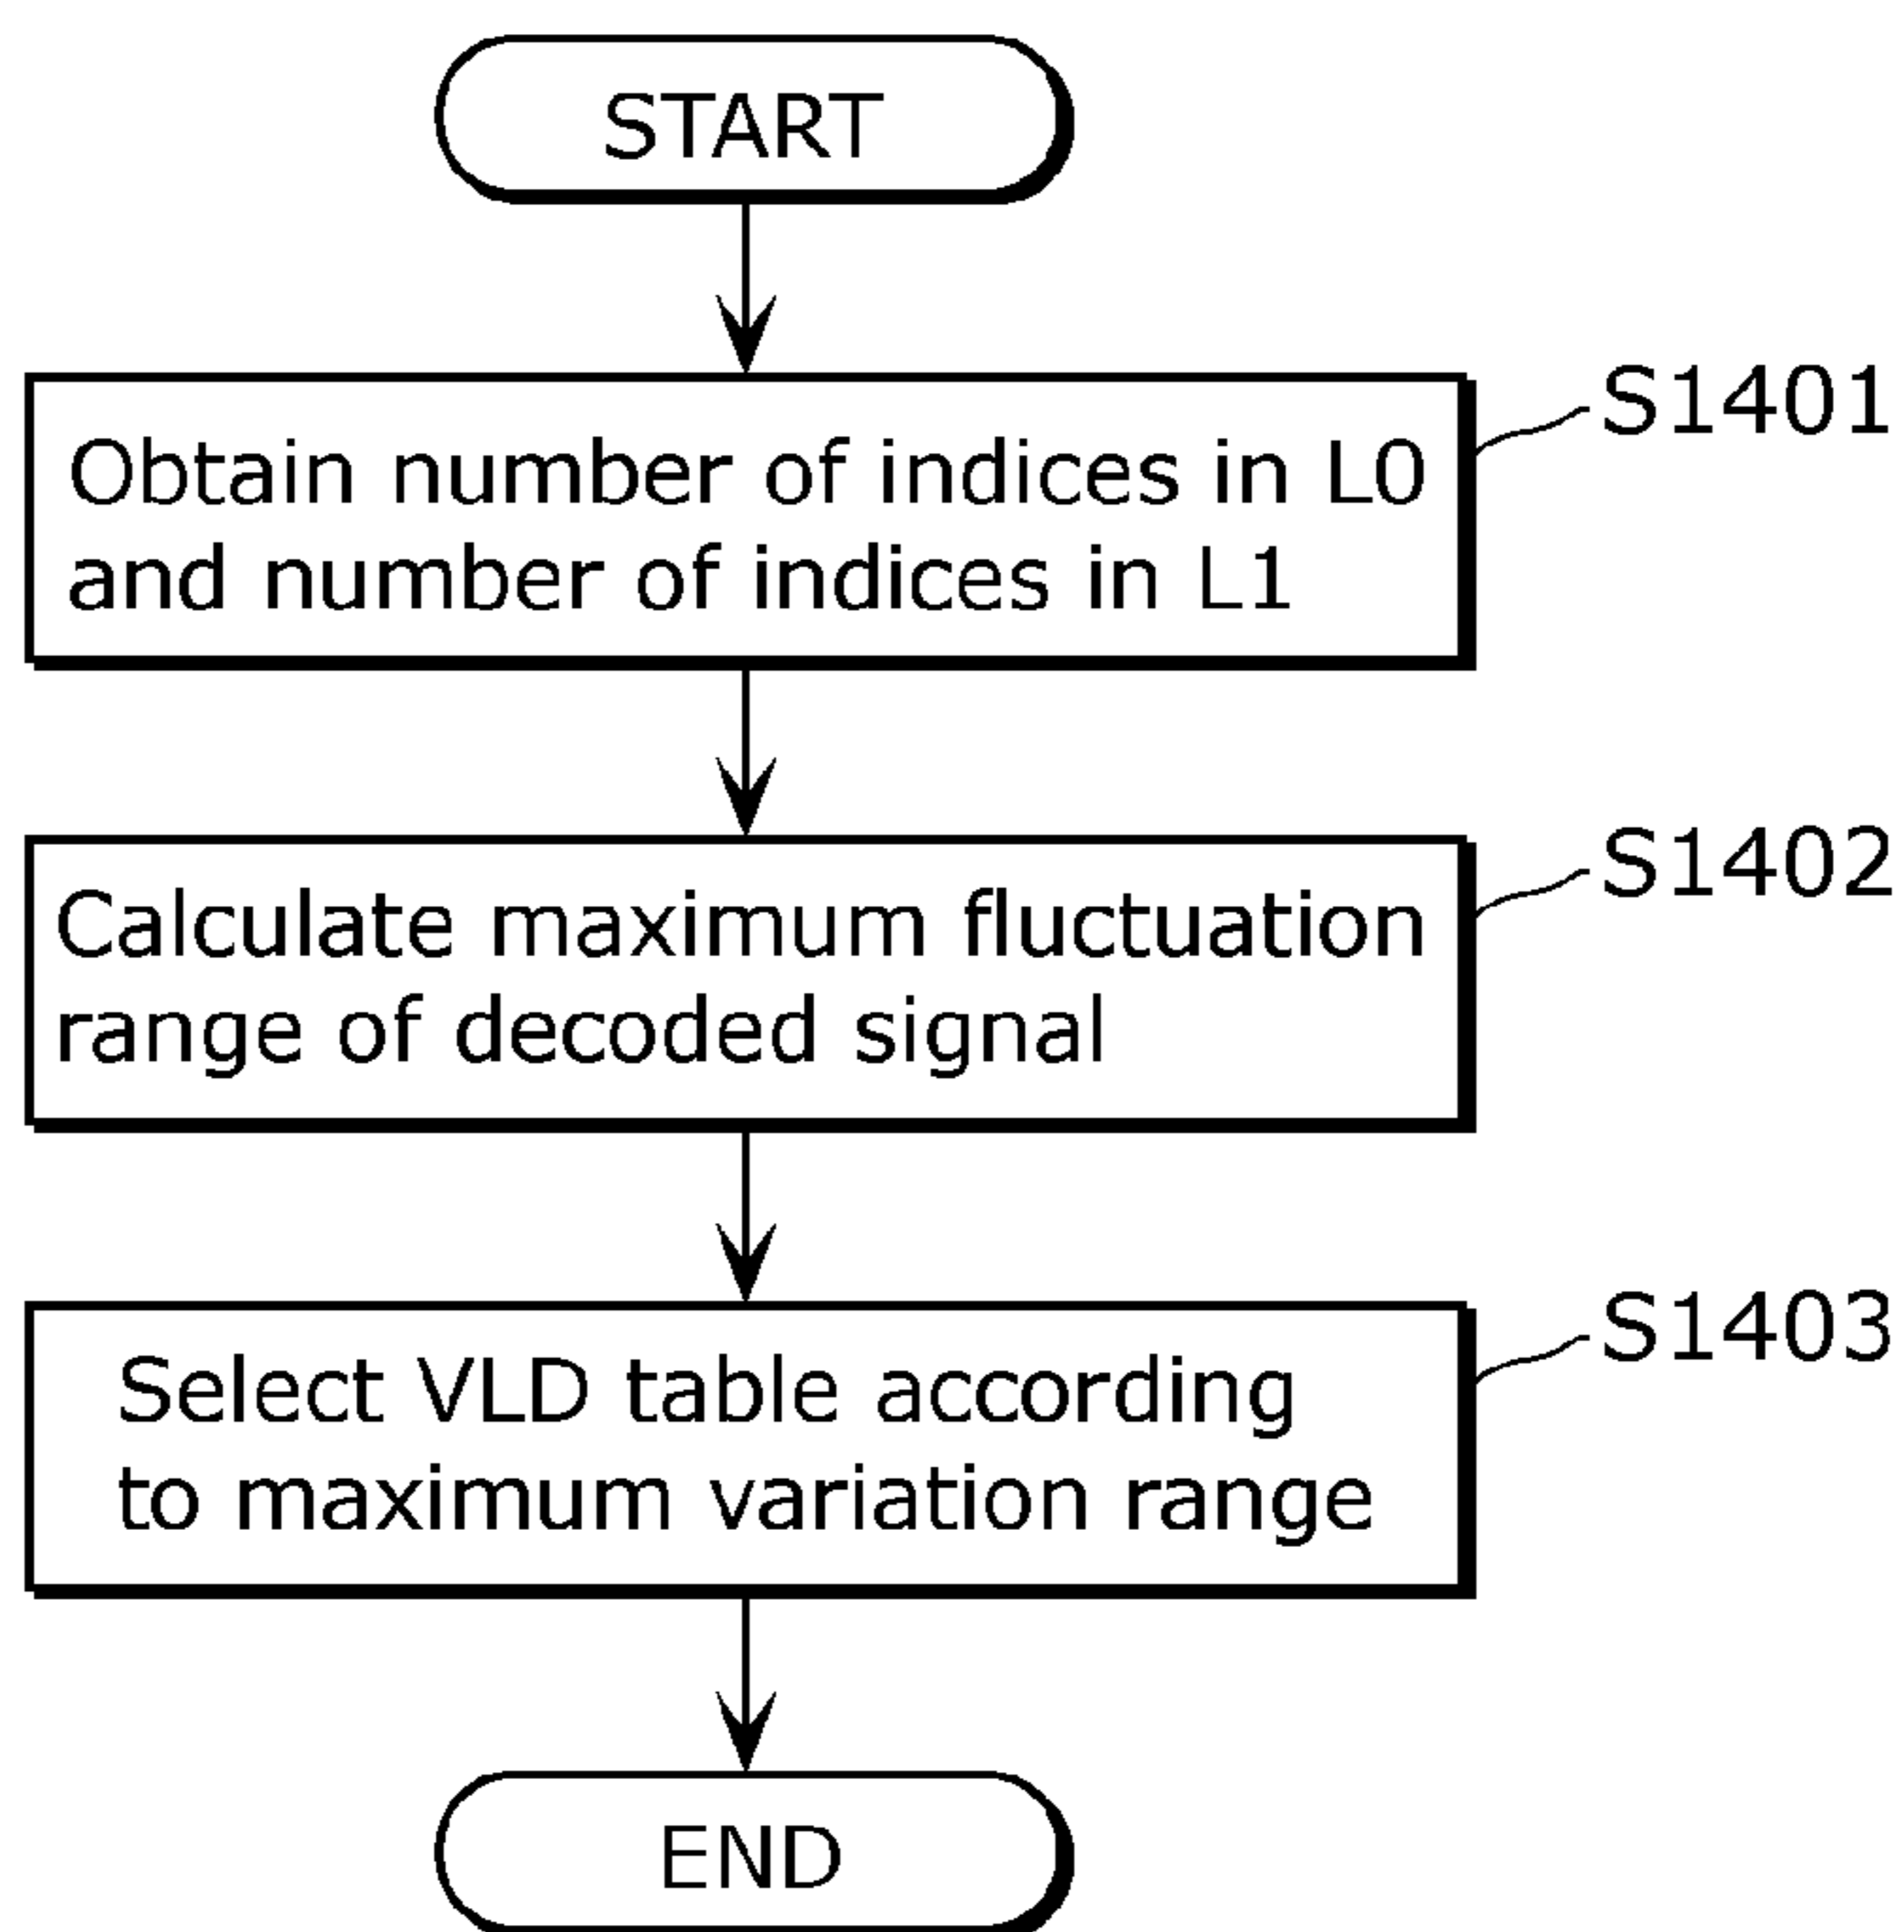 START
S1401
Obtain number of indices in L0
and number of indices in L1
S1402
Calculate maximum fluctuation
range of decoded signal
S1403
Select VLD table according
to maximum variation range
END